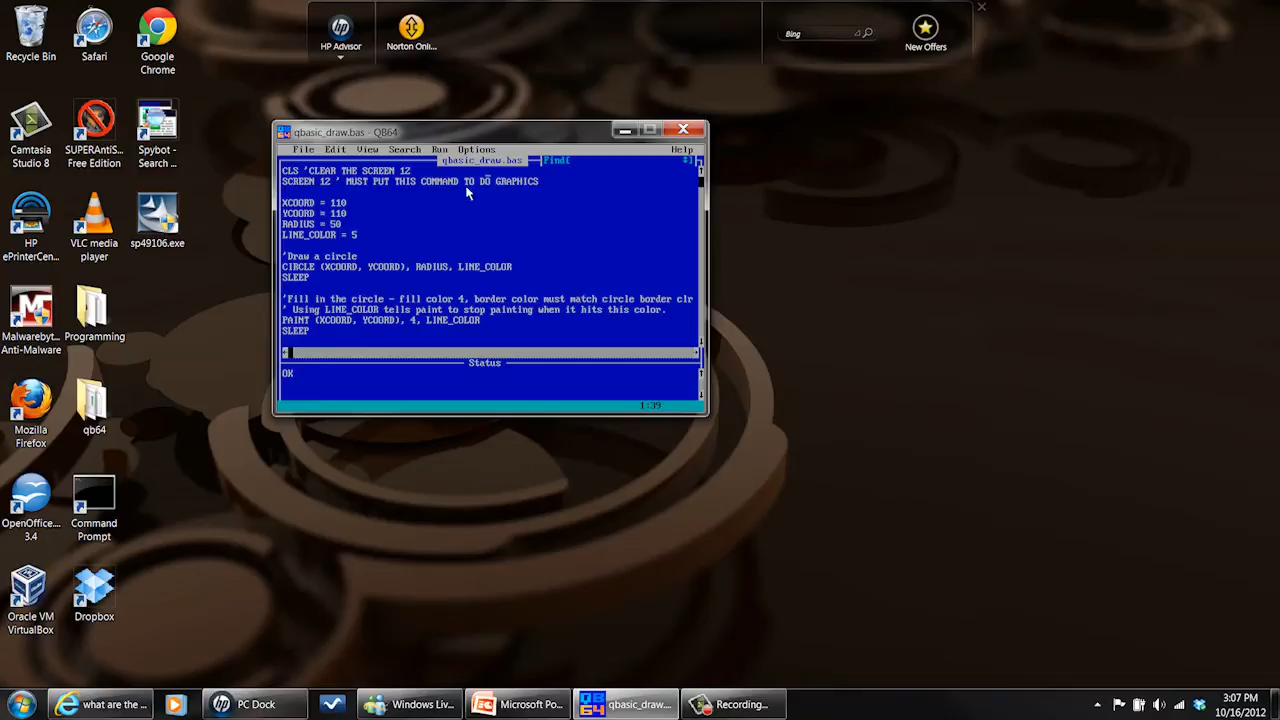 Recycle Bin
Safari
Google
Chrome
Camtasia
Studio 8
SUPERAntiS...
Free Edition
Spybot -
Search ...
HP
ePrinterCen...
VLC media
player
sp49106.exe
Malwarebyt...
Anti-Malware
Programming
Mozilla
Firefox
qb64
OpenOffice....
3.4
Command
Prompt
Oracle VM
VirtualBox
Dropbox
HP Advisor
Norton Onli...
Bing
New Offers
qbasic_draw.bas - QB64
File Edit View Search Run Options Help
qbasic_draw.bas Find[
CLS 'CLEAR THE SCREEN 12
SCREEN 12 ' MUST PUT THIS COMMAND TO DO GRAPHICS
XCOORD = 110
YCOORD = 110
RADIUS = 50
LINE_COLOR = 5
'Draw a circle
CIRCLE (XCOORD, YCOORD), RADIUS, LINE_COLOR
SLEEP
'Fill in the circle - fill color 4, border color must match circle border clr
' Using LINE_COLOR tells paint to stop painting when it hits this color.
PAINT (XCOORD, YCOORD), 4, LINE_COLOR
SLEEP
Status
OK
1:39
what are the ...
PC Dock
Windows Liv...
Microsoft Po...
qbasic_draw....
Recording...
3:07 PM
10/16/2012